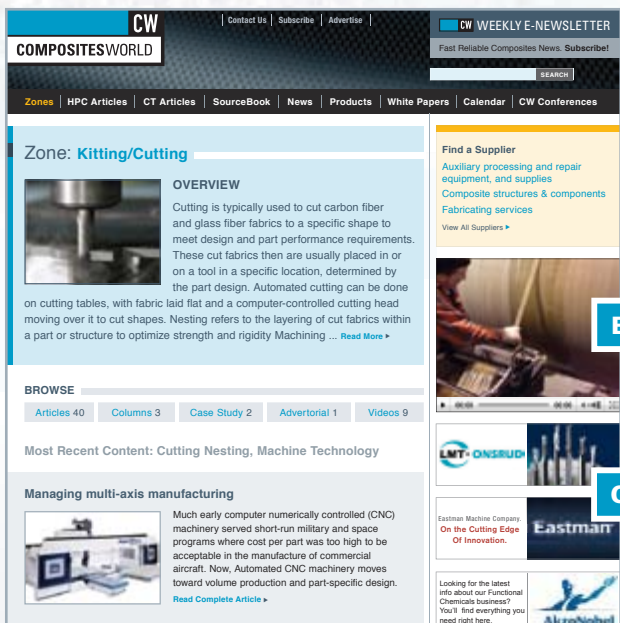 CW
COMPOSITESWORLD
Contact Us | Subscribe | Advertise |
CW WEEKLY E-NEWSLETTER
Fast Reliable Composites News. Subscribe!
SEARCH
Zones | HPC Articles | CT Articles | SourceBook | News | Products | White Papers | Calendar | CW Conferences
Zone: Kitting/Cutting
OVERVIEW
Cutting is typically used to cut carbon fiber
and glass fiber fabrics to a specific shape to
meet design and part performance requirements.
These cut fabrics then are usually placed in or
on a tool in a specific location, determined by
the part design. Automated cutting can be done
on cutting tables, with fabric laid flat and a computer-controlled cutting head
moving over it to cut shapes. Nesting refers to the layering of cut fabrics within
a part or structure to optimize strength and rigidity Machining ... Read More
BROWSE
Articles 40
Columns 3
Case Study 2
Advertorial 1
Videos 9
Most Recent Content: Cutting Nesting, Machine Technology
Managing multi-axis manufacturing
Much early computer numerically controlled (CNC)
machinery served short-run military and space
programs where cost per part was too high to be
acceptable in the manufacture of commercial
aircraft. Now, Automated CNC machinery moves
toward volume production and part-specific design.
Read Complete Article
Find a Supplier
Auxiliary processing and repair
equipment, and supplies
Composite structures & components
Fabricating services
View All Suppliers
LMT-ONSRUD
Eastman Machine Company.
On the Cutting Edge
Of Innovation.
Eastman
Looking for the latest
info about our Functional
Chemicals business?
You'll find everything you
need right here.
AkzoNobel